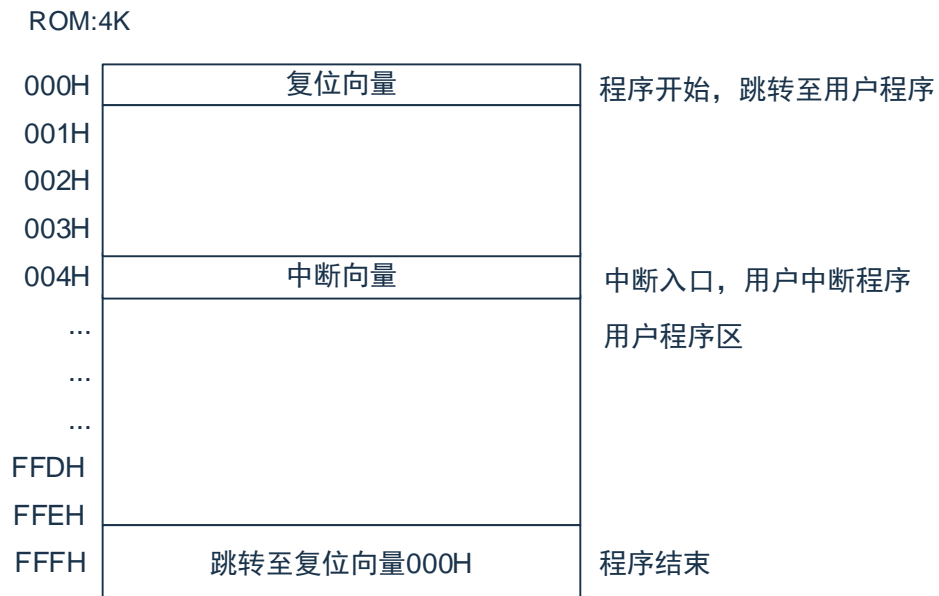 ROM:4K
000H 复位向量 程序开始，跳转至用户程序
001H
002H
003H
004H 中断向量 中断入口，用户中断程序
... 用户程序区
...
...
FFDH
FFEH
FFFH 跳转至复位向量000H 程序结束